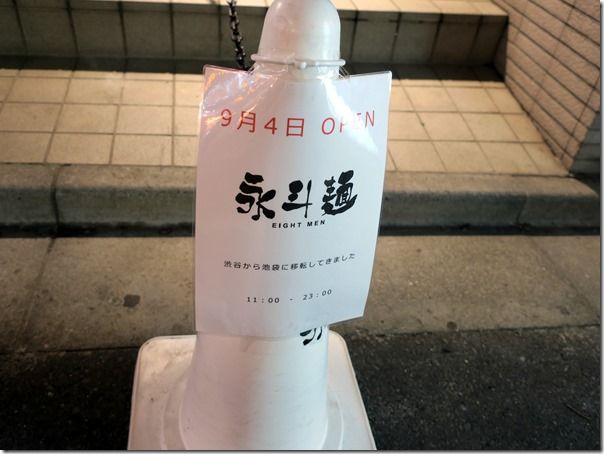 9月4日 OPEN
永斗麺
EIGHT MEN
渋谷から池袋に移転してきました
11:00 - 23:00